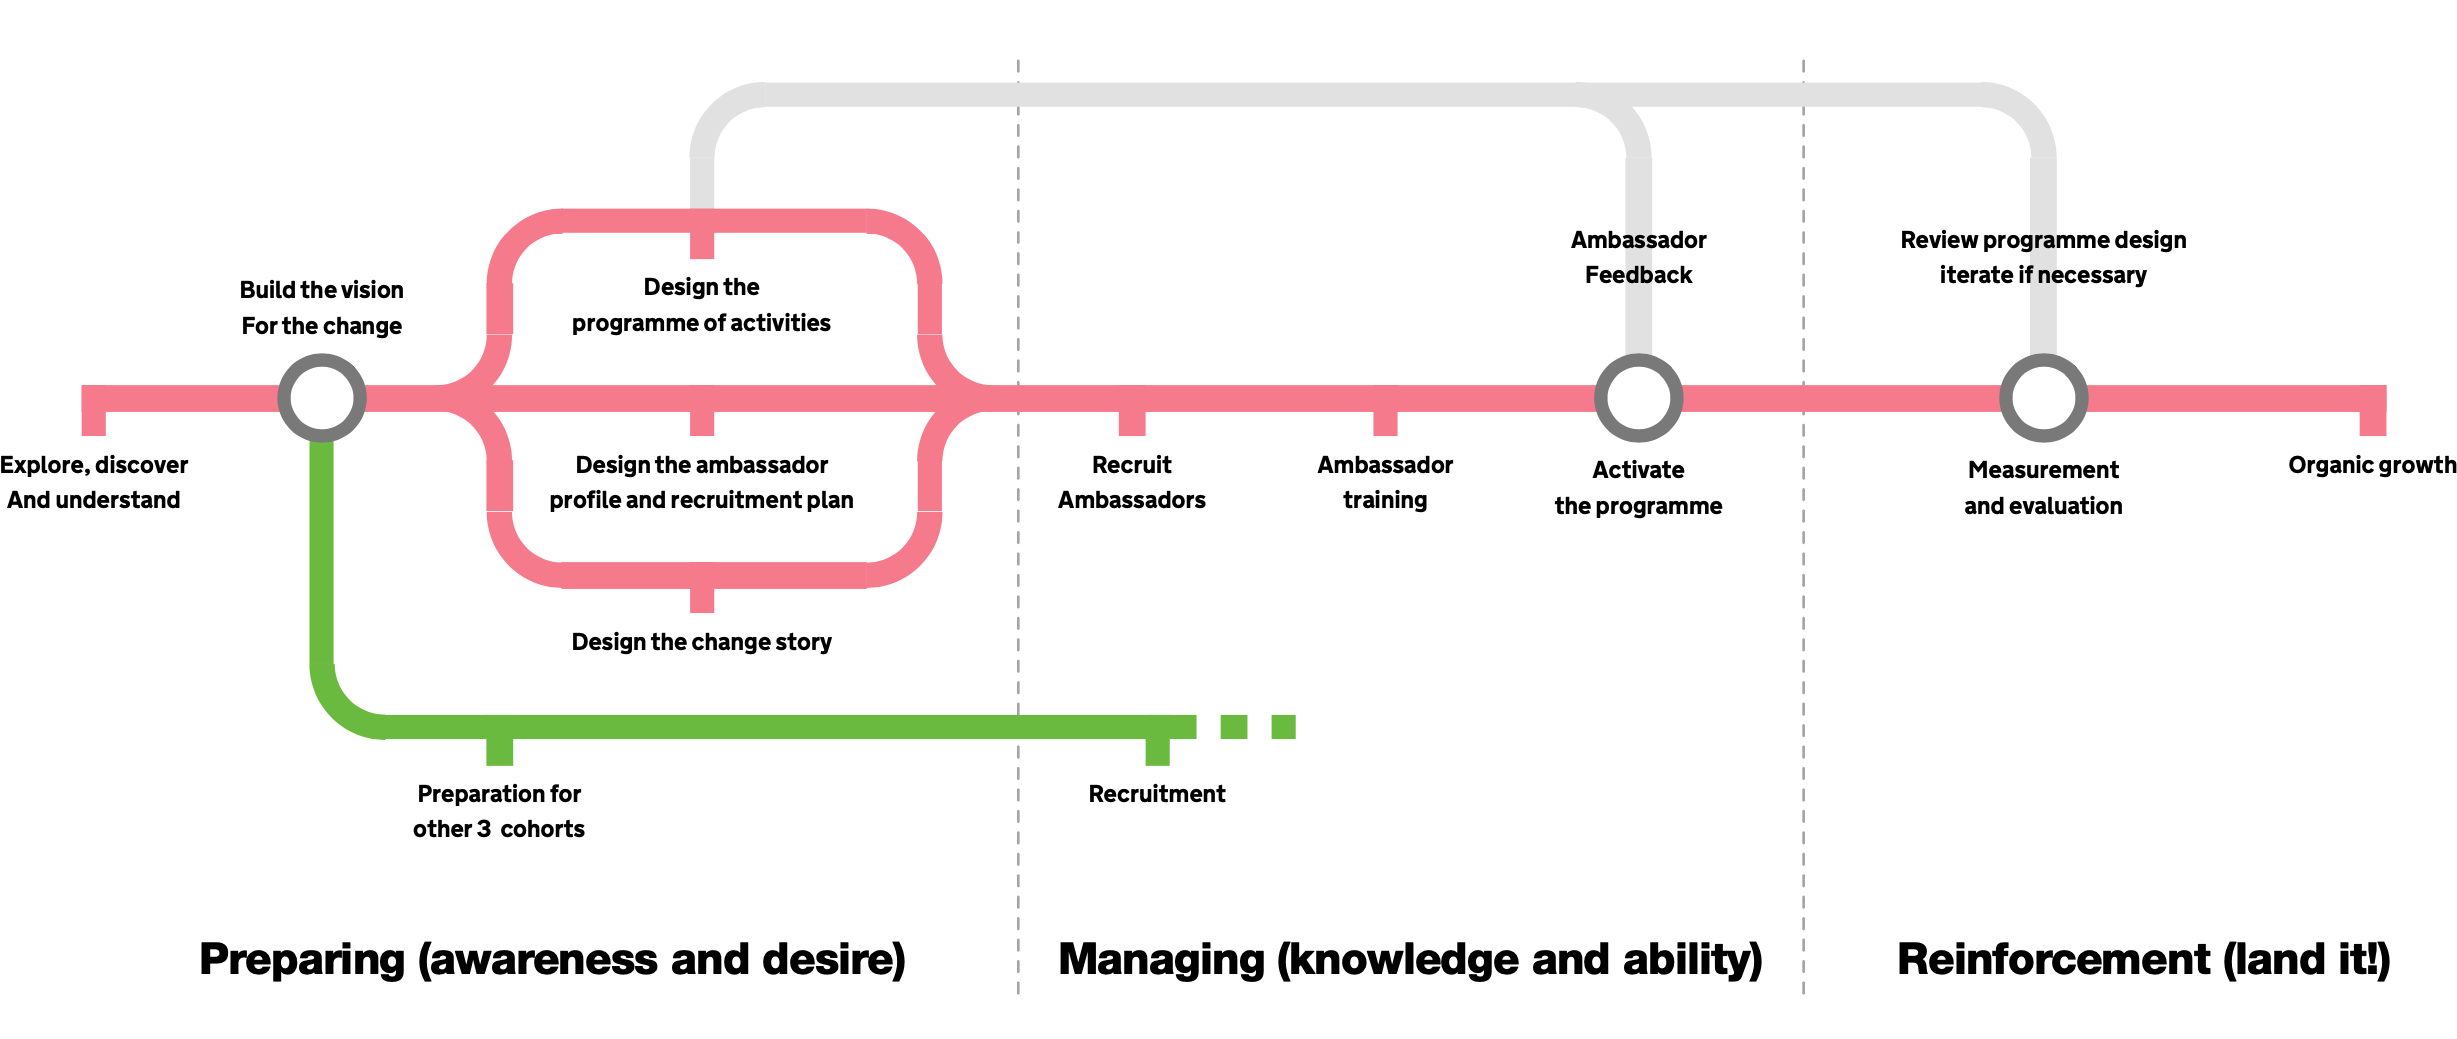 Explore, discover
And understand
Build the vision
For the change
Design the
programme of activities
Design the ambassador
profile and recruitment plan
Design the change story
Preparation for
other 3  cohorts
Recruit
Ambassadors
Ambassador
training
Ambassador
Feedback
Activate
the programme
Recruitment
Review programme design
iterate if necessary
Measurement
and evaluation
Organic growth
Preparing (awareness and desire)
Managing (knowledge and ability)
Reinforcement (land it!)